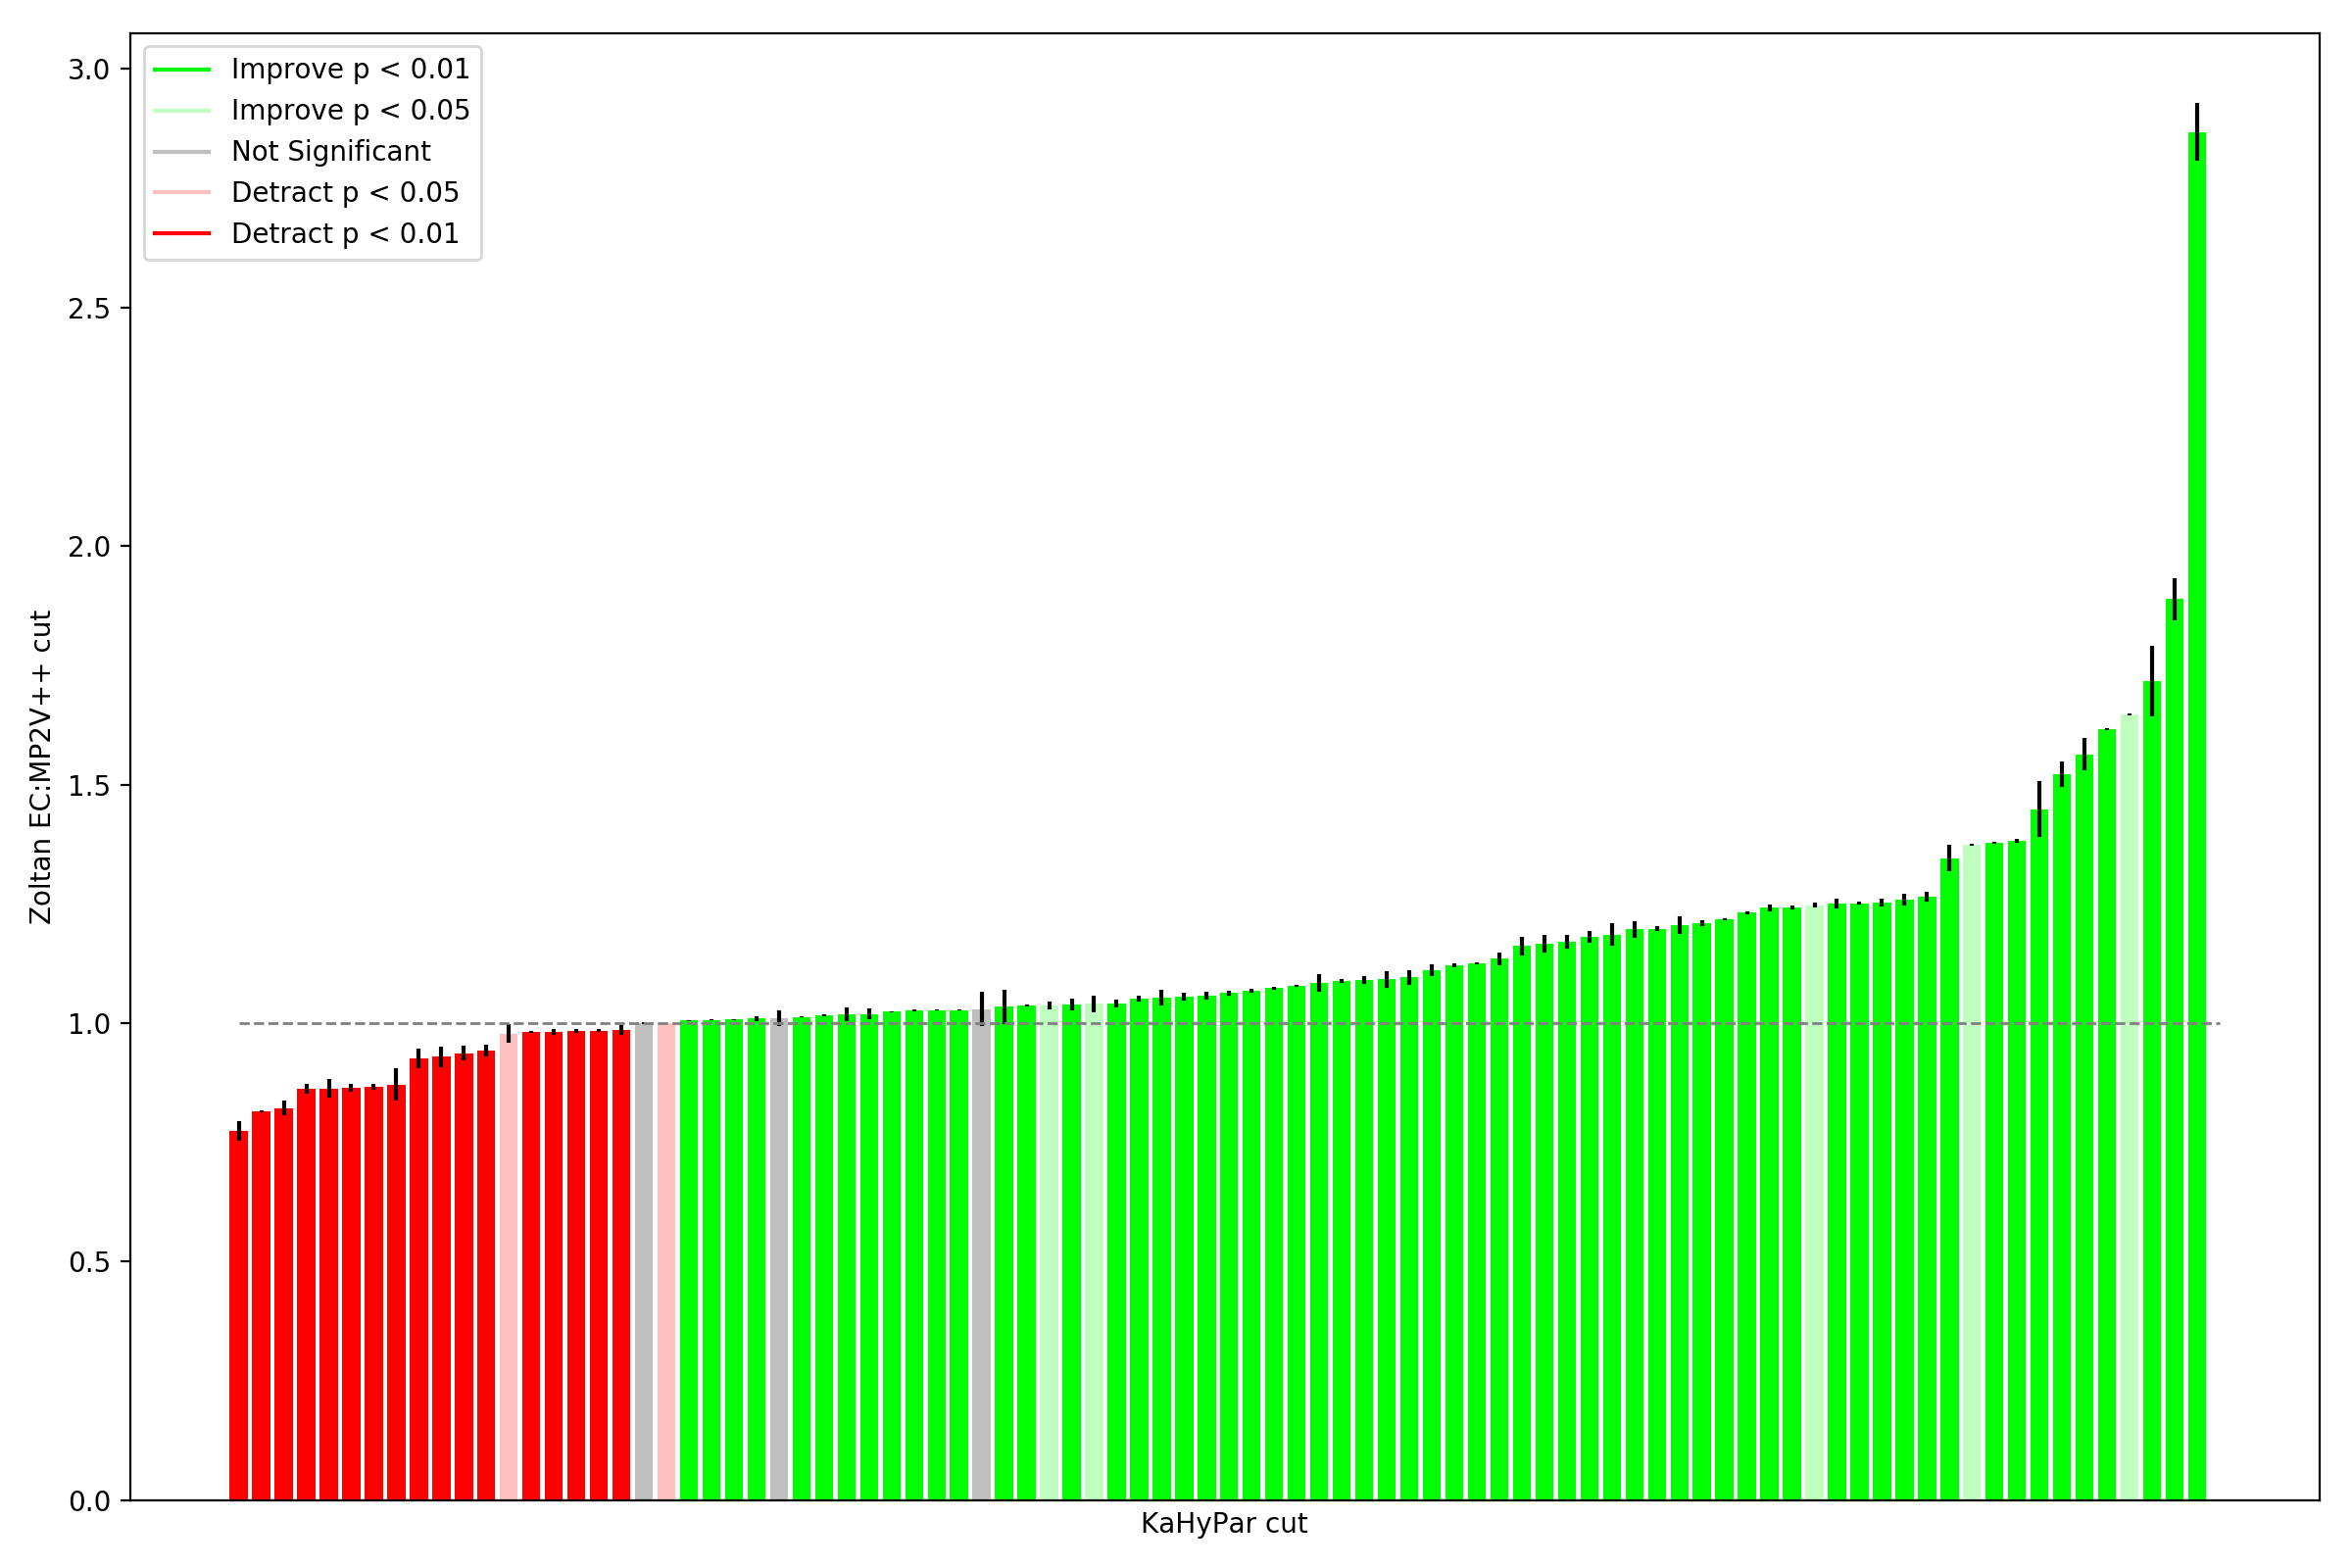 3.0
2.5
2.0
1.5
1.0
0.5
0.0
Improve p < 0.01
Improve p < 0.05
Not Significant
Detract p < 0.05
Detract p < 0.01
Zoltan EC:MP2V++ cut
KaHyPar cut